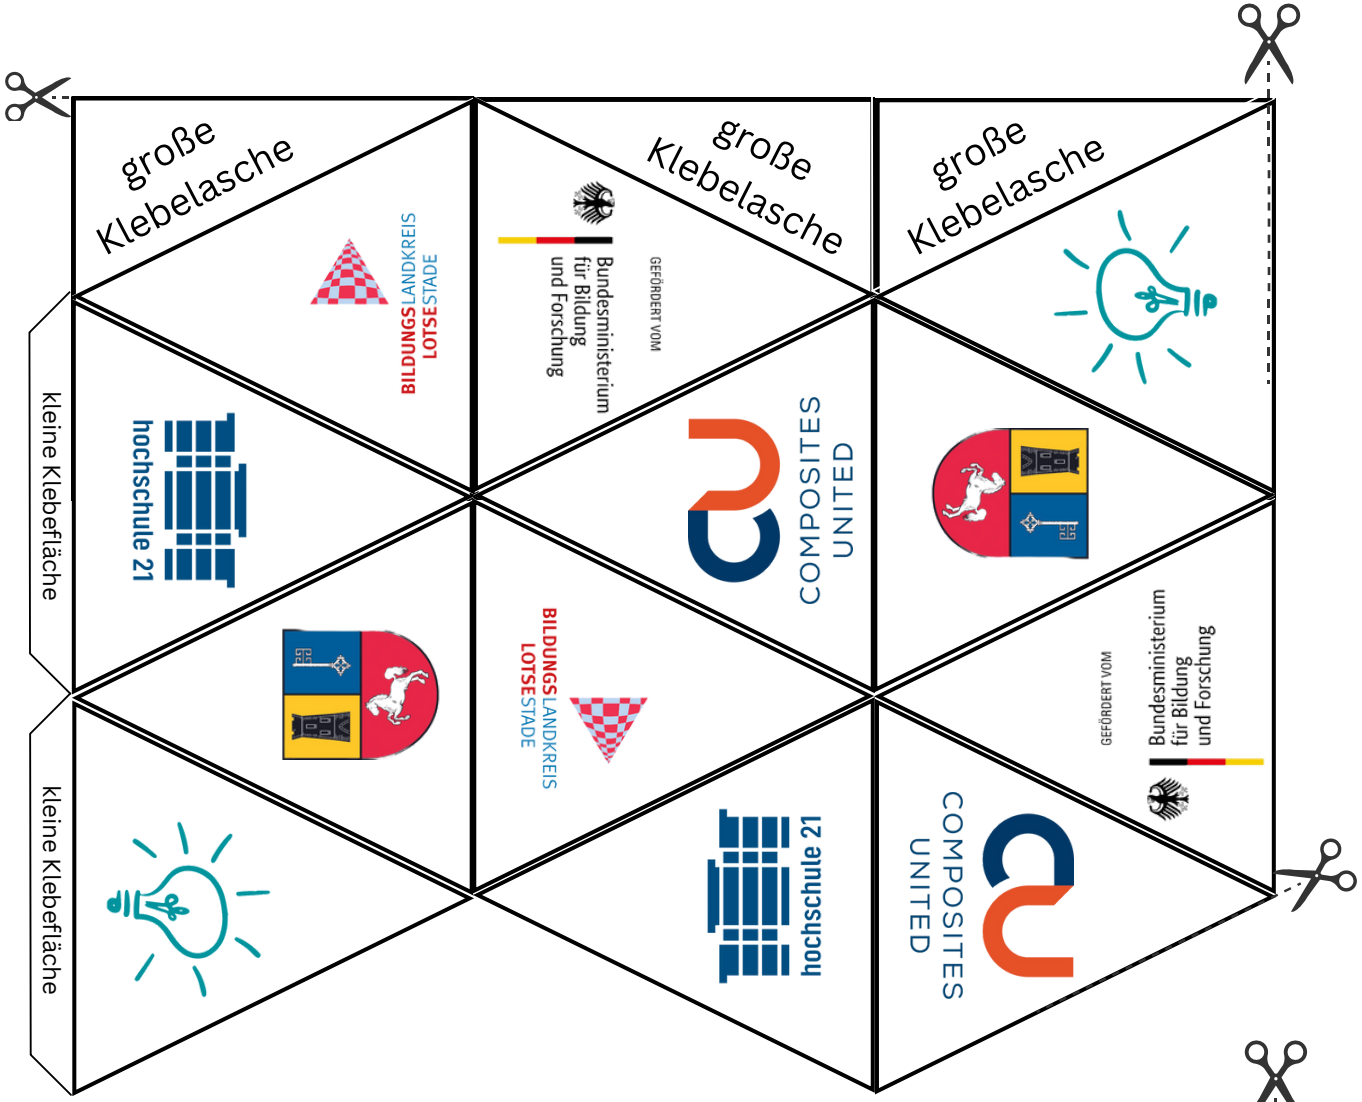 große
Klebelasche
große
Klebelasche
große
Klebelasche
BILDUNGSLANDKREIS
LOTSESTADE
Bundesministerium
für Bildung
und Forschung
GEFÖRDERT VOM
kleine Klebefläche
hochschule 21
COMPOSITES
UNITED
BILDUNGSLANDKREIS
LOTSESTADE
GEFÖRDERT VOM
Bundesministerium
für Bildung
und Forschung
kleine Klebefläche
hochschule 21
COMPOSITES
UNITED